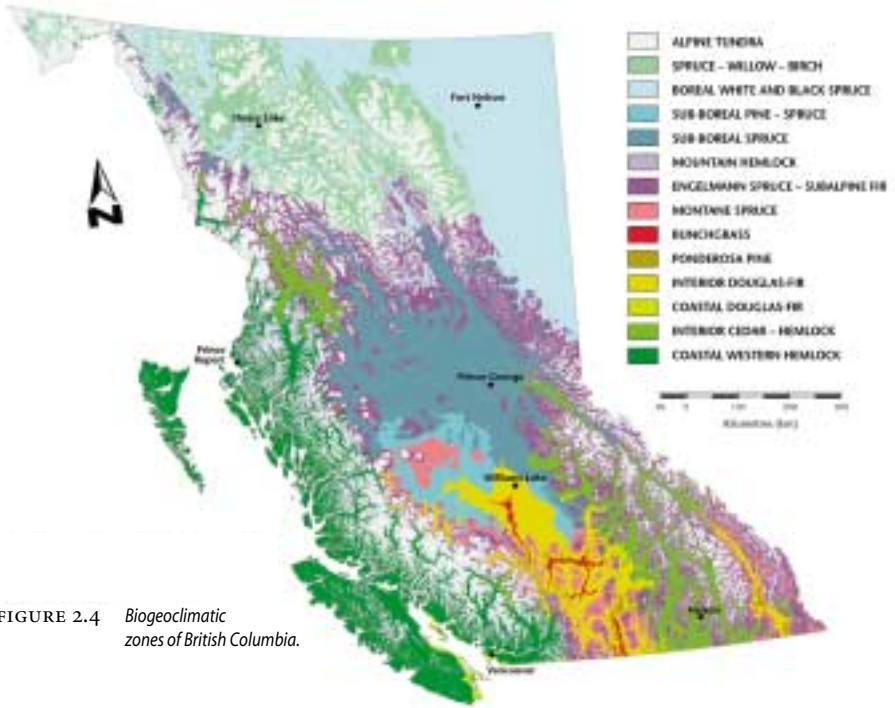 ALPINE TUNDRA
SPRUCE – WILLOW – BIRCH
BOREAL WHITE AND BLACK SPRUCE
SUB-BOREAL PINE – SPRUCE
SUB-BOREAL SPRUCE
MOUNTAIN HEMLOCK
ENGELMANN SPRUCE – SUBALPINE FIR
MONTANE SPRUCE
BUNCHGRASS
PONDEROSA PINE
INTERIOR DOUGLAS-FIR
COASTAL DOUGLAS-FIR
INTERIOR CEDAR – HEMLOCK
COASTAL WESTERN HEMLOCK
Kilometres (km)
Fort Nelson
N
Prince
Rupert
Prince George
Williams Lake
Vancouver
FIGURE 2.4 Biogeoclimatic
zones of British Columbia.